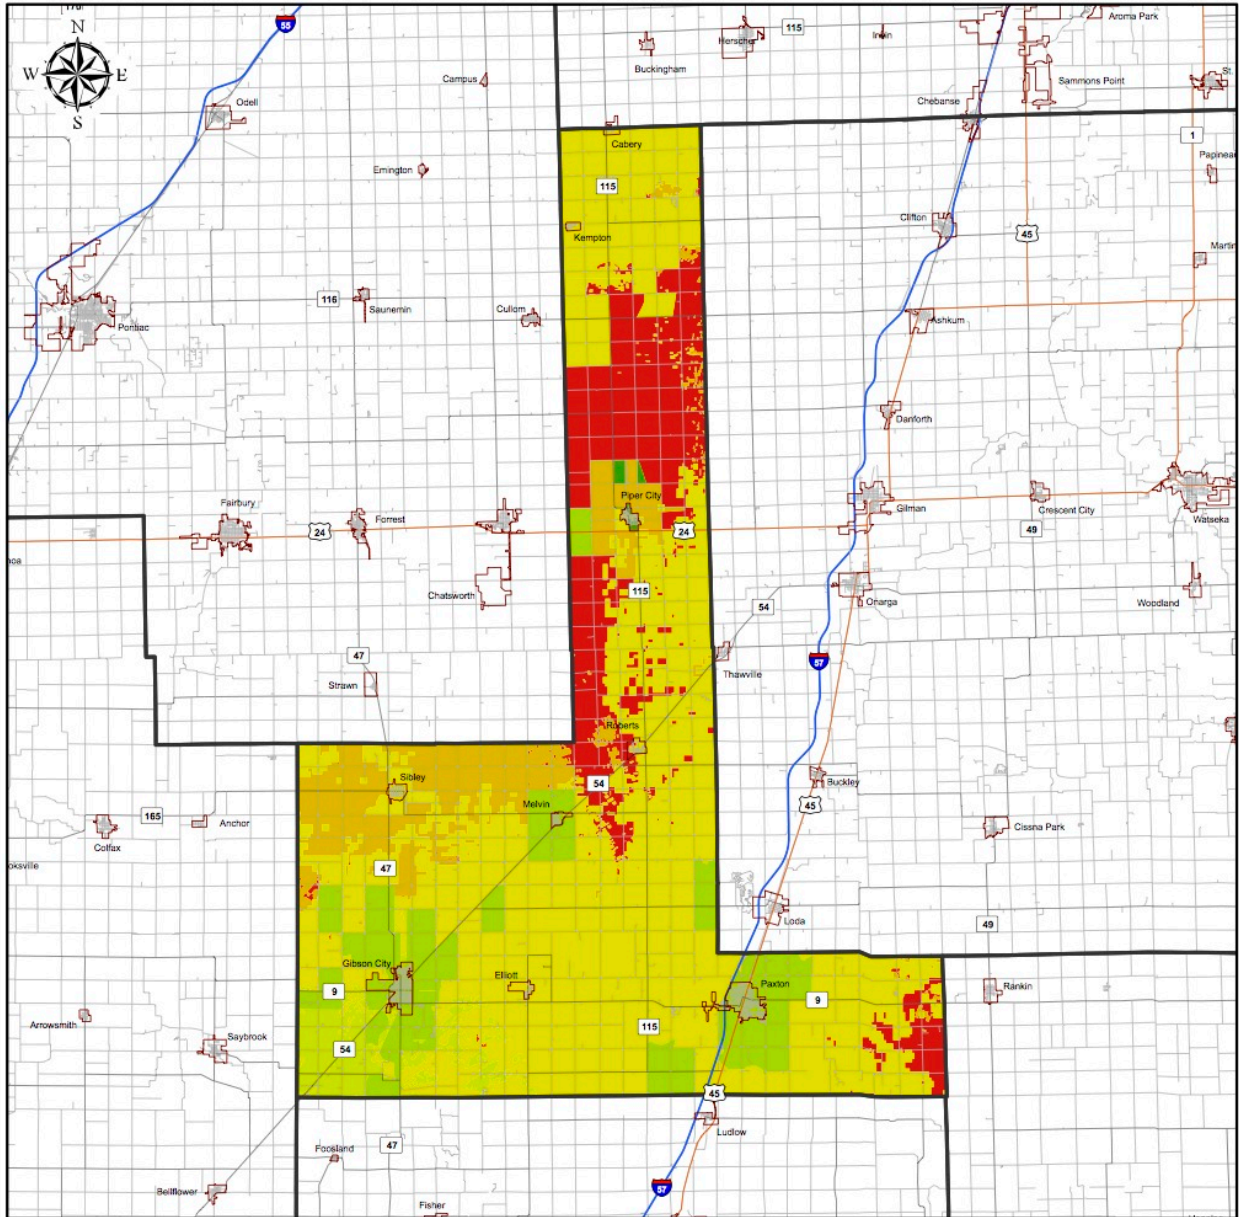 N
55
115
Aroma Park
Herscher
Irwin
W
E
Buckingham
Campus
Sammons Point
St.
S
Odell
Chebanse
1
Cabery
Papineau
Emington
115
Clifton
Kempton
45
Martin
116
Saunemin
Cullom
Pontiac
Ashkum
Danforth
Piper City
Fairbury
Forrest
Gilman
Crescent City
Watseka
24
24
49
Chatsworth
115
Onarga
54
Woodland
47
57
Thawville
Strawn
Roberts
Sibley
54
Buckley
Melvin
45
165
Anchor
Cissna Park
Colfax
oksville
47
Loda
49
Gibson City
Elliott
Paxton
9
9
Rankin
Arrowsmith
115
Saybrook
54
45
Ludlow
47
Foosland
57
Bellflower
Fisher